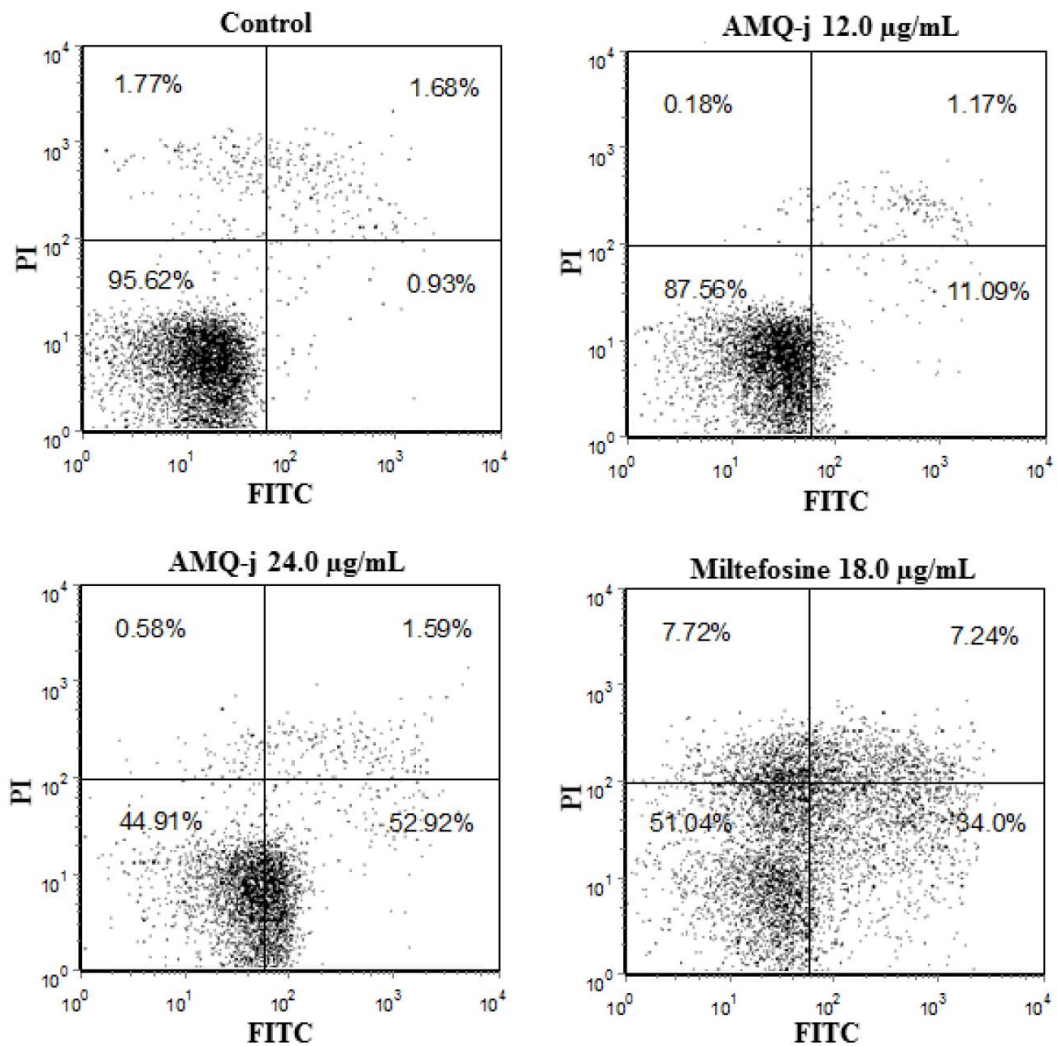 Control
10^4
1.77%
1.68%
10^3
PI
10^2
95.62%
0.93%
10^1
10^0
10^0 10^1 10^2 10^3 10^4
FITC
AMQ-j 12.0 µg/mL
10^4
0.18%
1.17%
10^3
PI
10^2
87.56%
11.09%
10^1
10^0
10^0 10^1 10^2 10^3 10^4
FITC
AMQ-j 24.0 µg/mL
10^4
0.58%
1.59%
10^3
PI
10^2
44.91%
52.92%
10^1
10^0
10^0 10^1 10^2 10^3 10^4
FITC
Miltefosine 18.0 µg/mL
10^4
7.72%
7.24%
10^3
PI
10^2
51.04%
34.0%
10^1
10^0
10^0 10^1 10^2 10^3 10^4
FITC